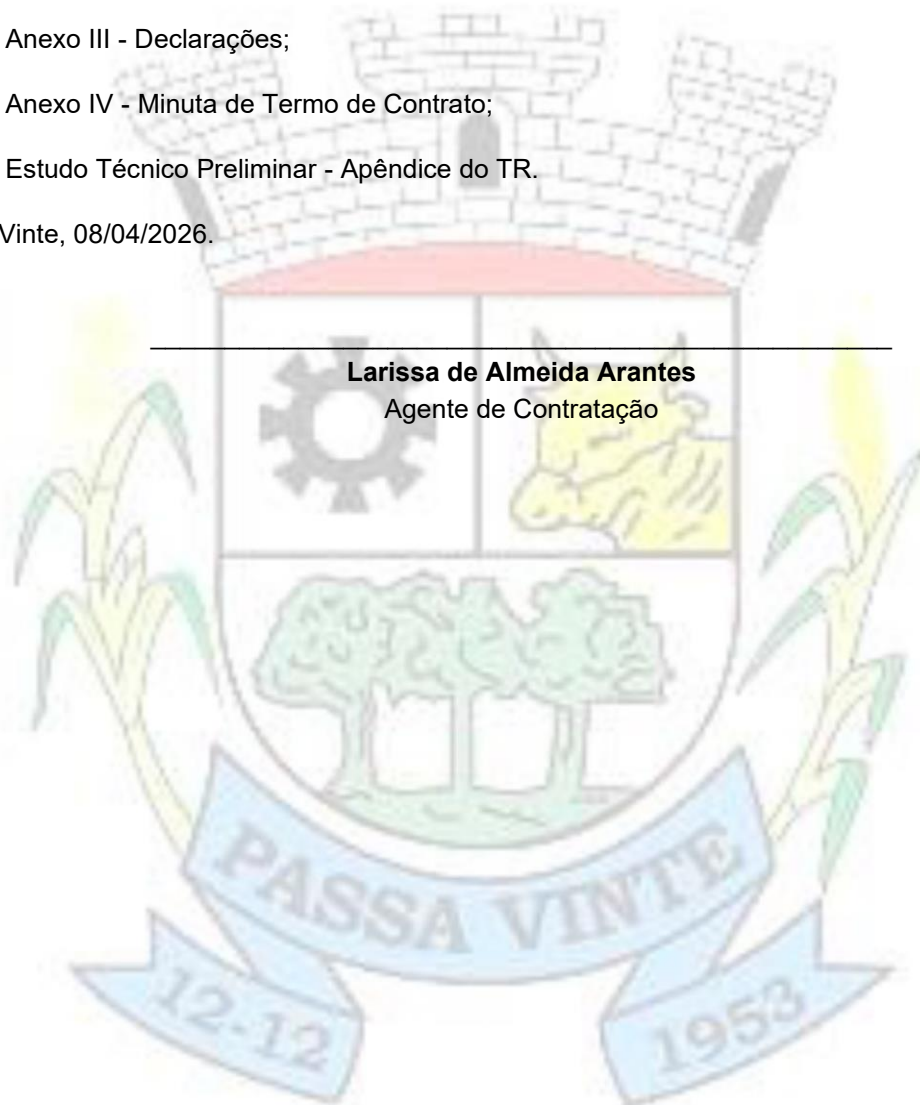 Anexo III - Declarações;
Anexo IV - Minuta de Termo de Contrato;
Estudo Técnico Preliminar - Apêndice do TR.
Vinte, 08/04/2026.
Larissa de Almeida Arantes
Agente de Contratação
PASSA VINTE
12-12
1953